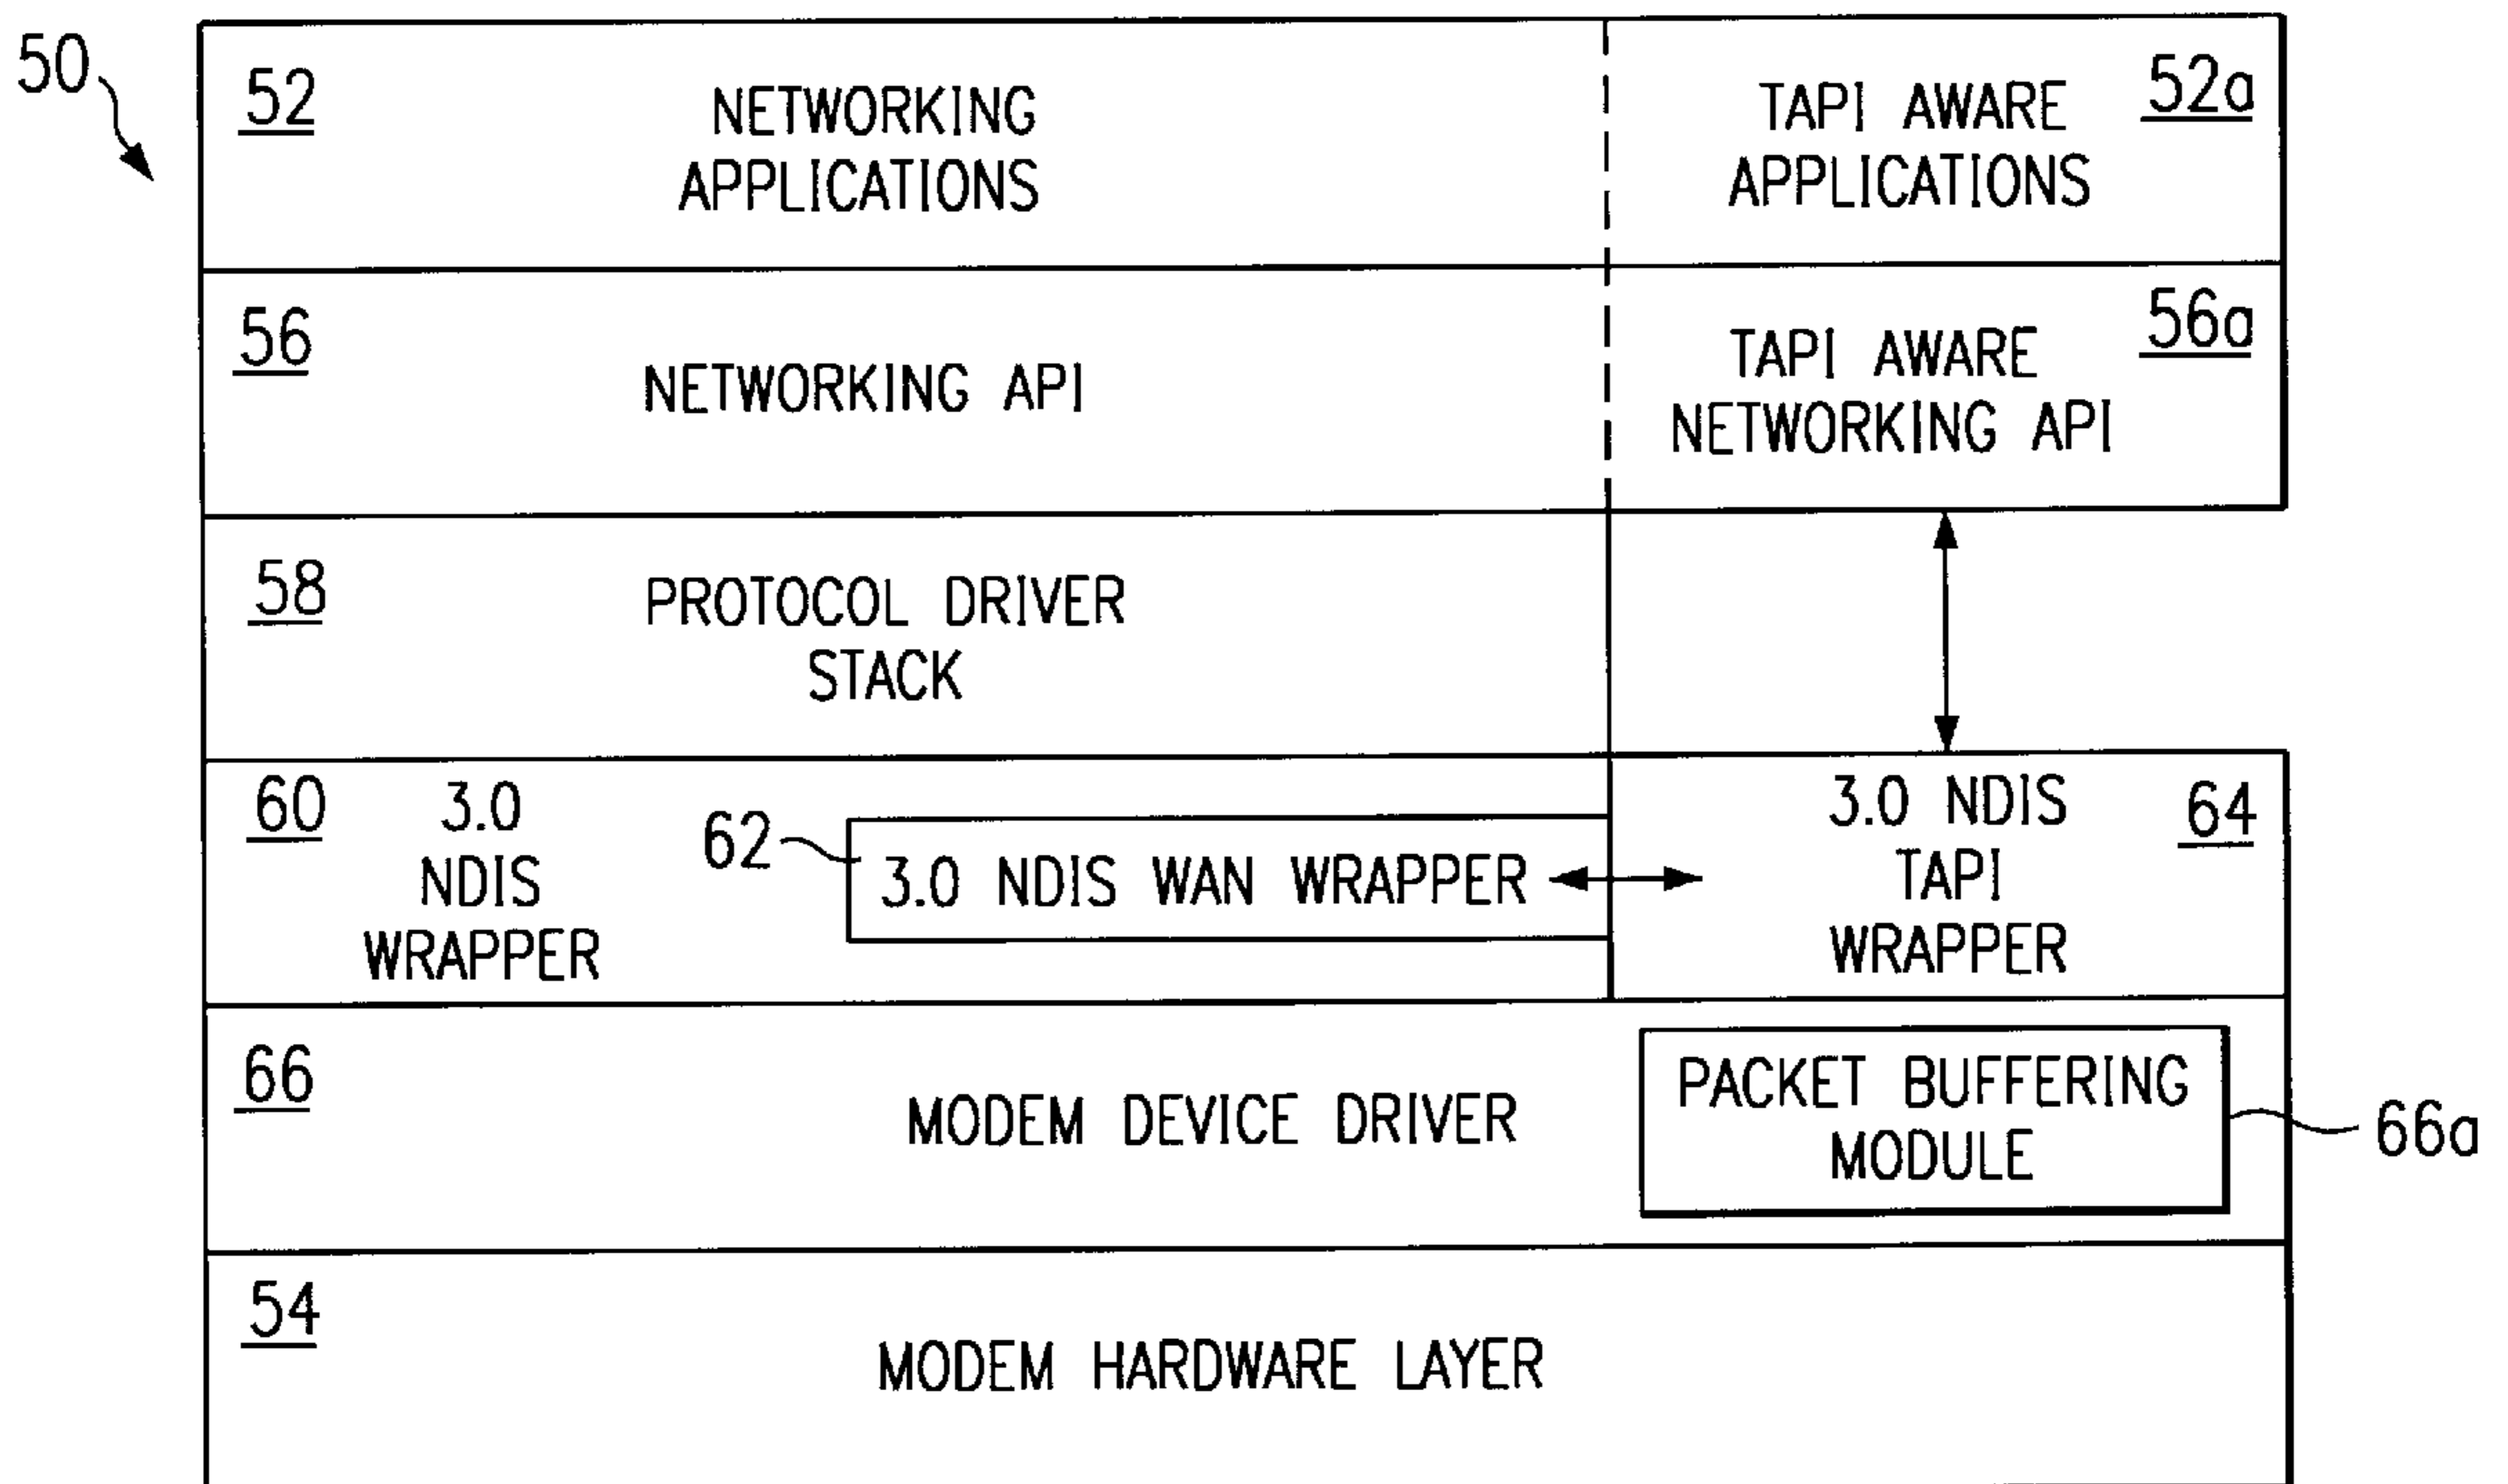 50
52
NETWORKING
APPLICATIONS
TAPI AWARE
APPLICATIONS
52a
56
NETWORKING API
TAPI AWARE
NETWORKING API
56a
58
PROTOCOL DRIVER
STACK
60
3.0
NDIS
WRAPPER
62
3.0 NDIS WAN WRAPPER
3.0 NDIS
TAPI
WRAPPER
64
66
MODEM DEVICE DRIVER
PACKET BUFFERING
MODULE
66a
54
MODEM HARDWARE LAYER